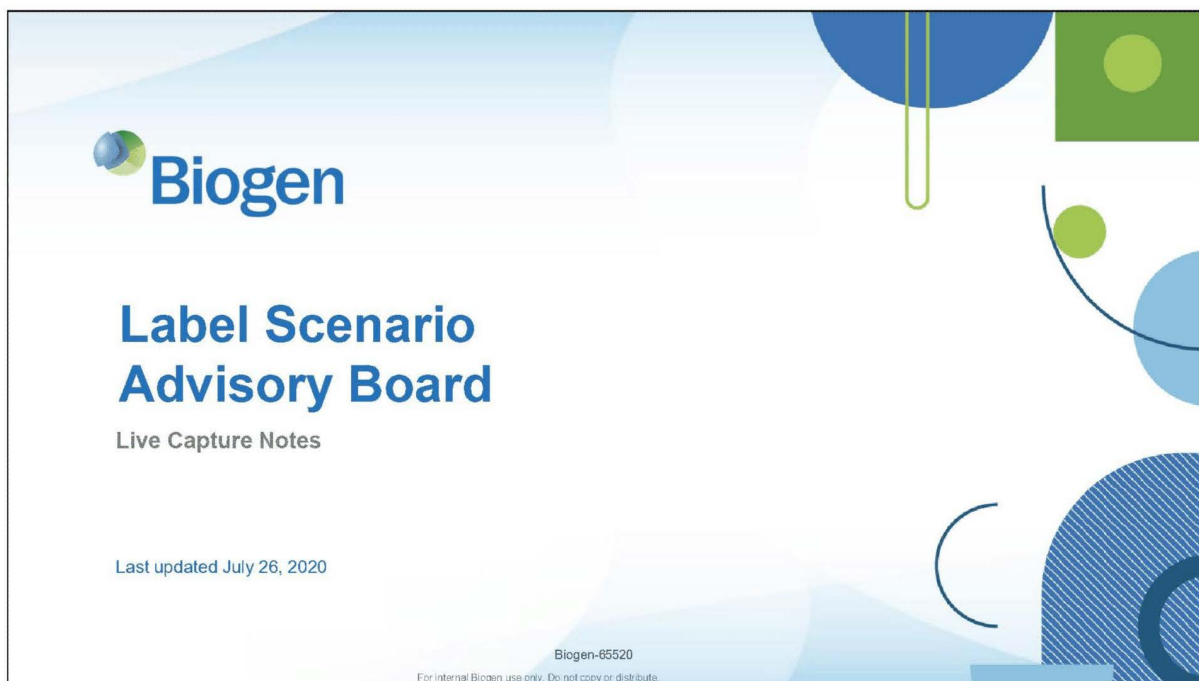 Biogen
Label Scenario
Advisory Board
Live Capture Notes
Last updated July 26, 2020
Biogen-65520
For internal Biogen use only. Do not copy or distribute.